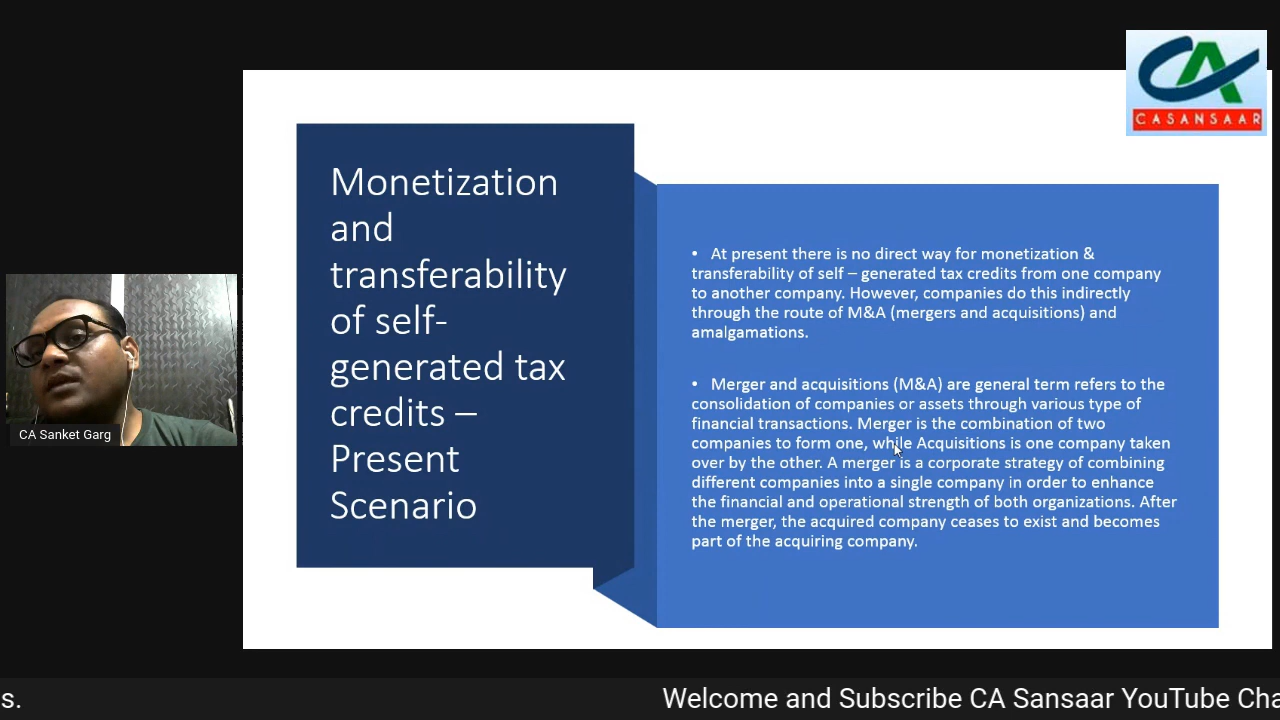 CASANSAAR
Monetization
and
transferability
of self-
generated tax
credits –
Present
Scenario
• At present there is no direct way for monetization &
transferability of self – generated tax credits from one company
to another company. However, companies do this indirectly
through the route of M&A (mergers and acquisitions) and
amalgamations.
• Merger and acquisitions (M&A) are general term refers to the
consolidation of companies or assets through various type of
financial transactions. Merger is the combination of two
companies to form one, while Acquisitions is one company taken
over by the other. A merger is a corporate strategy of combining
different companies into a single company in order to enhance
the financial and operational strength of both organizations. After
the merger, the acquired company ceases to exist and becomes
part of the acquiring company.
CA Sanket Garg
s. Welcome and Subscribe CA Sansaar YouTube Cha